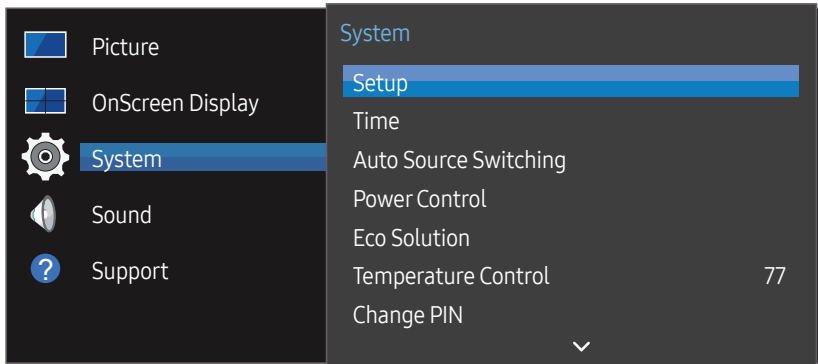 Picture
OnScreen Display
System
Sound
Support
System
Setup
Time
Auto Source Switching
Power Control
Eco Solution
Temperature Control 77
Change PIN